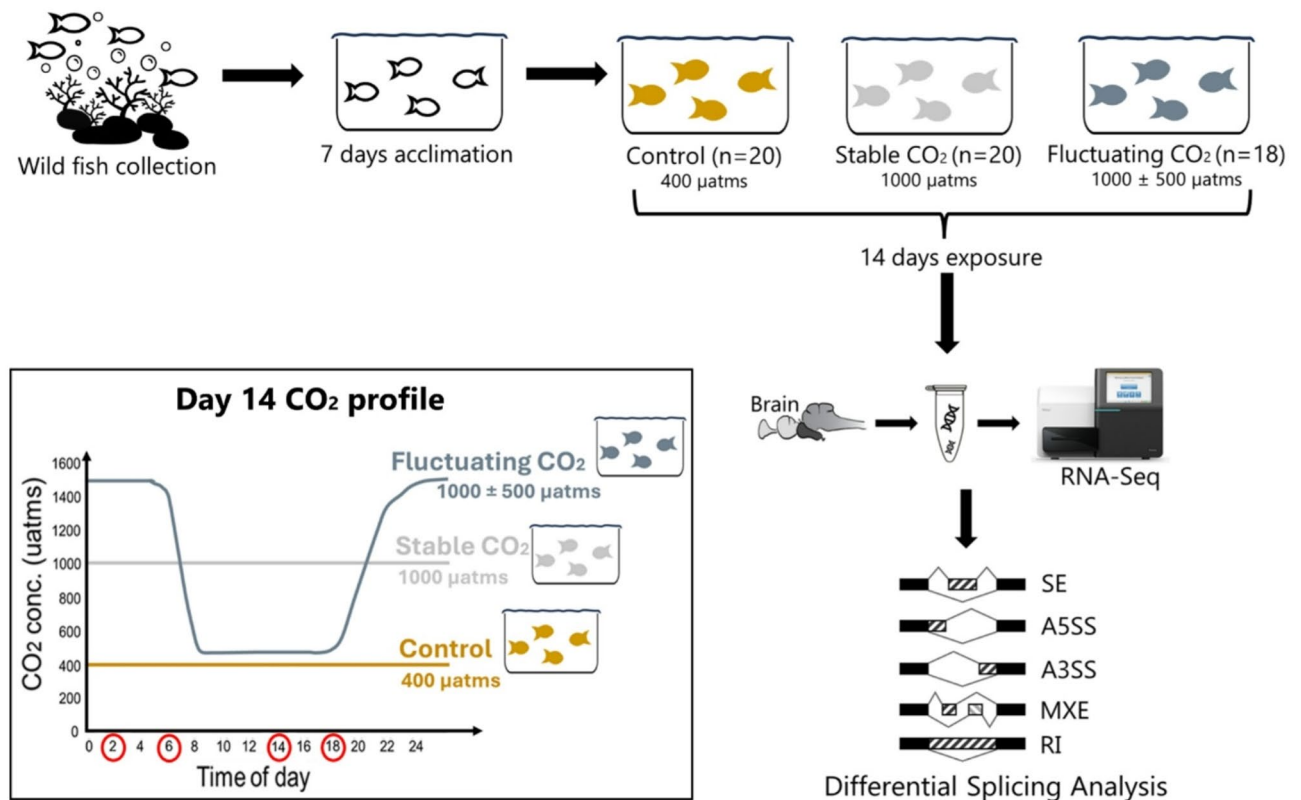 Wild fish collection
7 days acclimation
Control (n=20)
400 µatms
Stable CO₂ (n=20)
1000 µatms
Fluctuating CO₂ (n=18)
1000 ± 500 µatms
14 days exposure
Brain
RNA-Seq
SE
A5SS
A3SS
MXE
RI
Differential Splicing Analysis
Day 14 CO₂ profile
CO₂ conc. (uatms)
1600
1400
1200
1000
800
600
400
200
0
Fluctuating CO₂
1000 ± 500 µatms
Stable CO₂
1000 µatms
Control
400 µatms
0 2 4 6 8 10 12 14 16 18 20 22 24
Time of day